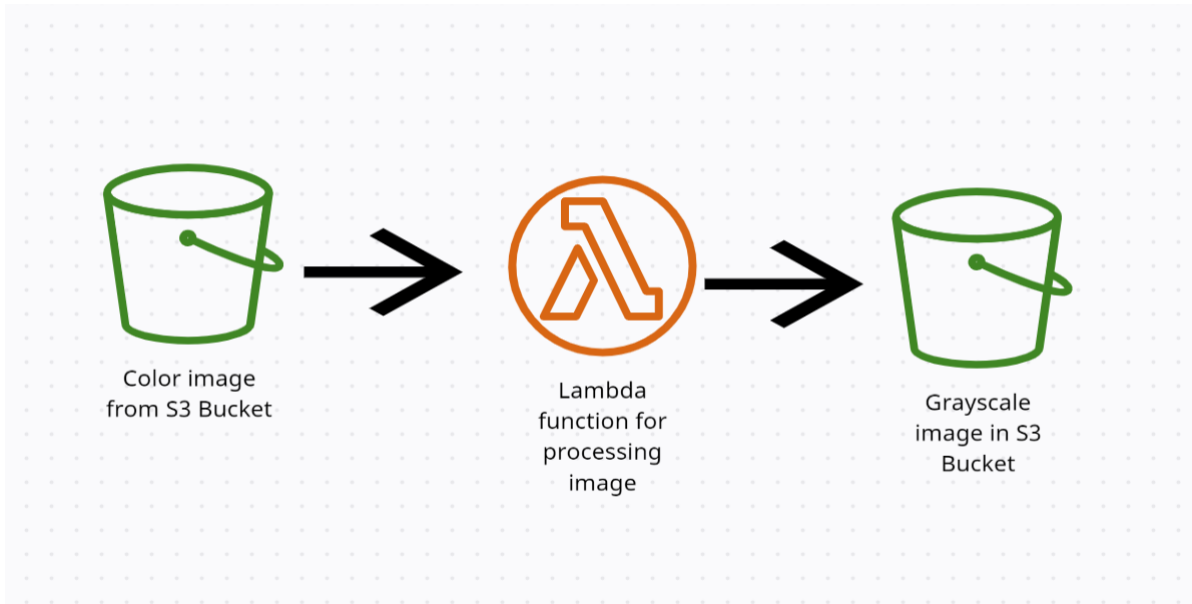 Color image
from S3 Bucket
Lambda
function for
processing
image
Grayscale
image in S3
Bucket